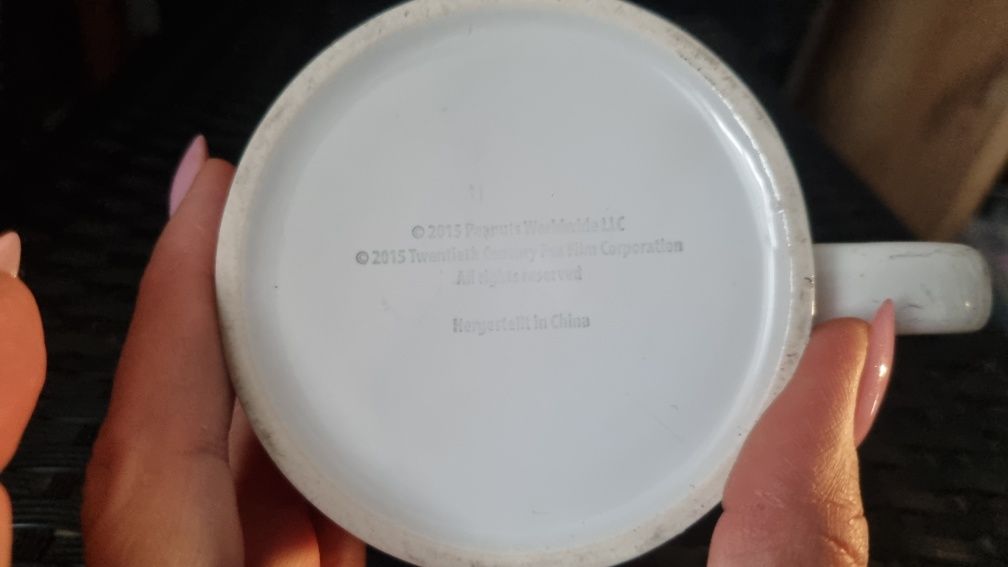 © 2015 Peanuts Worldwide LLC
© 2015 Twentieth Century Fox Film Corporation
All rights reserved
Hergestellt in China